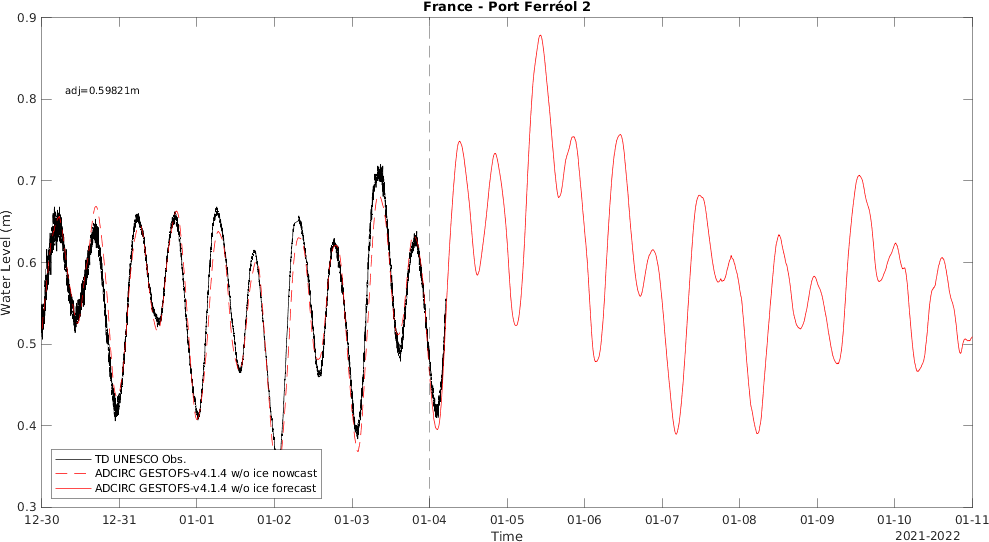 France - Port Ferréol 2
0.9
0.8
0.7
0.6
0.5
0.4
0.3
Water Level (m)
adj=0.59821m
TD UNESCO Obs.
ADCIRC GESTOFS-v4.1.4 w/o ice nowcast
ADCIRC GESTOFS-v4.1.4 w/o ice forecast
12-30 12-31 01-01 01-02 01-03 01-04 01-05 01-06 01-07 01-08 01-09 01-10 01-11
Time
2021-2022